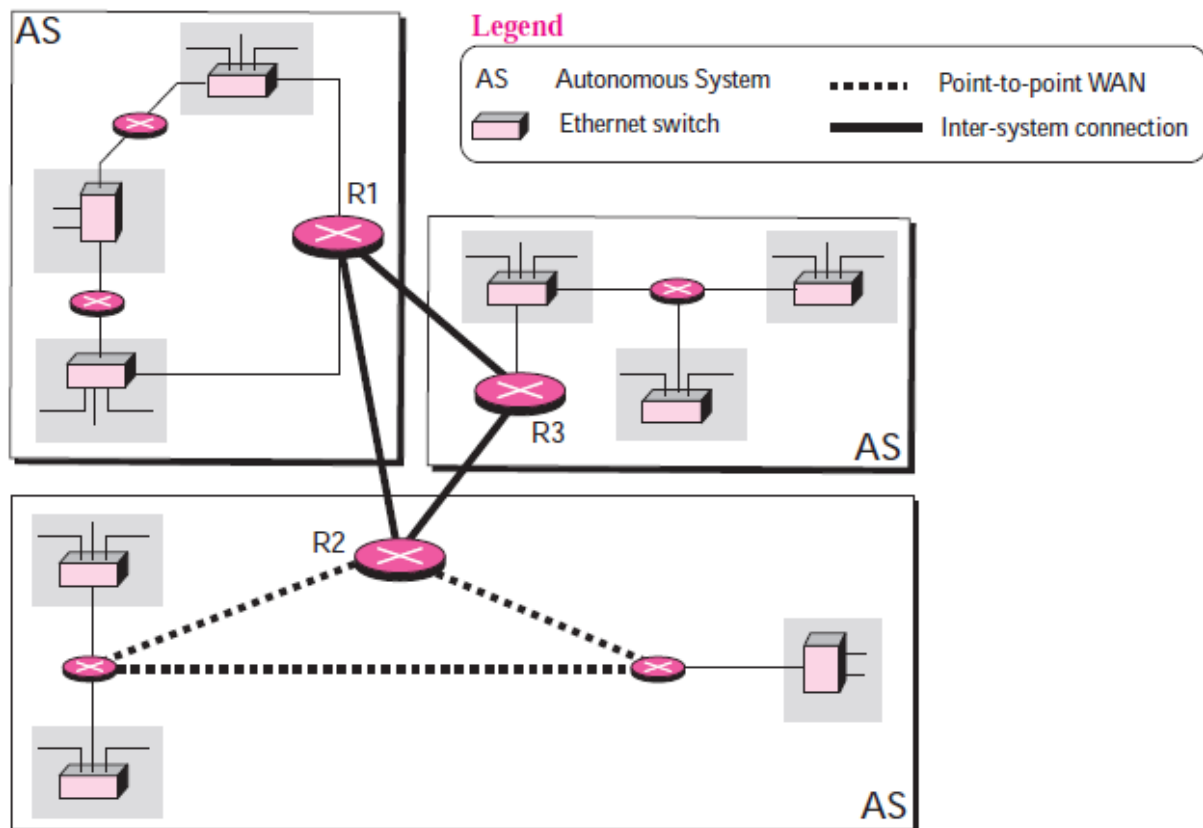 AS
Legend
AS Autonomous System
Point-to-point WAN
Ethernet switch
Inter-system connection
R1
R3
AS
R2
AS